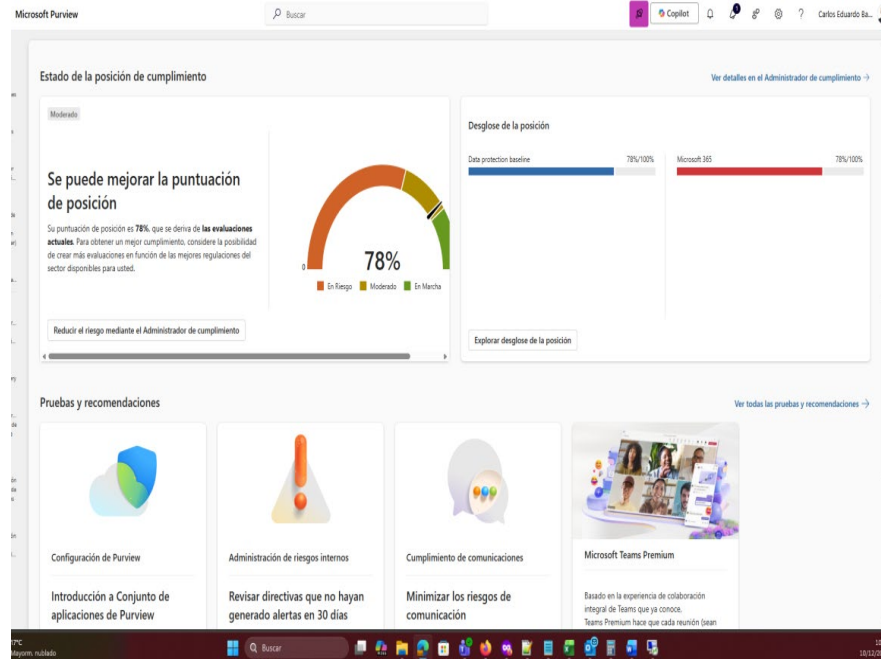 Microsoft Purview
Buscar
Copilot
Carlos Eduardo Ba...
Estado de la posición de cumplimiento
Ver detalles en el Administrador de cumplimiento →
Moderado
Se puede mejorar la puntuación
de posición
Su puntuación de posición es 78%, que se deriva de las evaluaciones
actuales. Para obtener un mejor cumplimiento, considere la posibilidad
de crear más evaluaciones en función de las mejores regulaciones del
sector disponibles para usted.
0
78%
En Riesgo
Moderado
En Marcha
Reducir el riesgo mediante el Administrador de cumplimiento
Desglose de la posición
Data protection baseline 78%/100%
Microsoft 365 78%/100%
Explorar desglose de la posición
Pruebas y recomendaciones
Ver todas las pruebas y recomendaciones →
Configuración de Purview
Introducción a Conjunto de
aplicaciones de Purview
Administración de riesgos internos
Revisar directivas que no hayan
generado alertas en 30 días
Cumplimiento de comunicaciones
Minimizar los riesgos de
comunicación
Microsoft Teams Premium
Basado en la experiencia de colaboración
integral de Teams que ya conoce,
Teams Premium hace que cada reunión (sean
Mayorm. nublado
Buscar